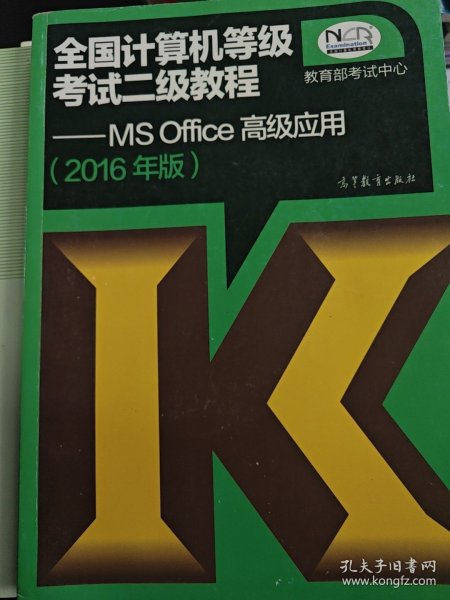 全国计算机等级
考试二级教程
——MS Office 高级应用
（2016 年版）
NCR
Examination
教育部考试中心
高等教育出版社
孔夫子旧书网
www.kongfz.com